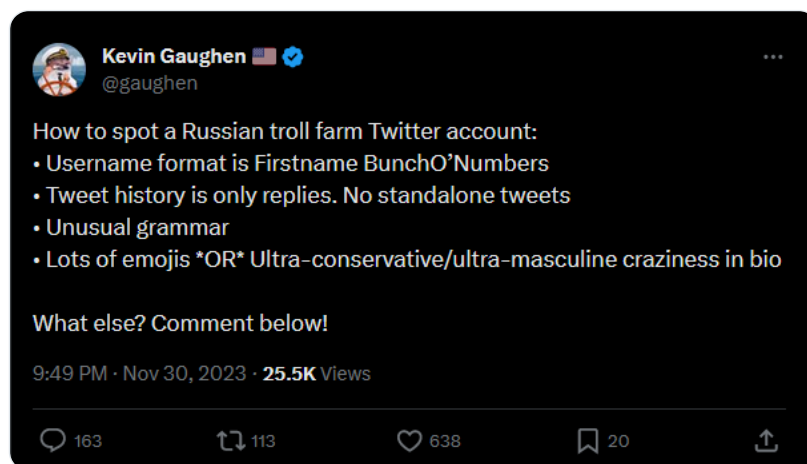 Kevin Gaughen 🇺🇸
@gaughen
How to spot a Russian troll farm Twitter account:
• Username format is Firstname BunchO’Numbers
• Tweet history is only replies. No standalone tweets
• Unusual grammar
• Lots of emojis *OR* Ultra-conservative/ultra-masculine craziness in bio
What else? Comment below!
9:49 PM · Nov 30, 2023 · 25.5K Views
163 113 638 20